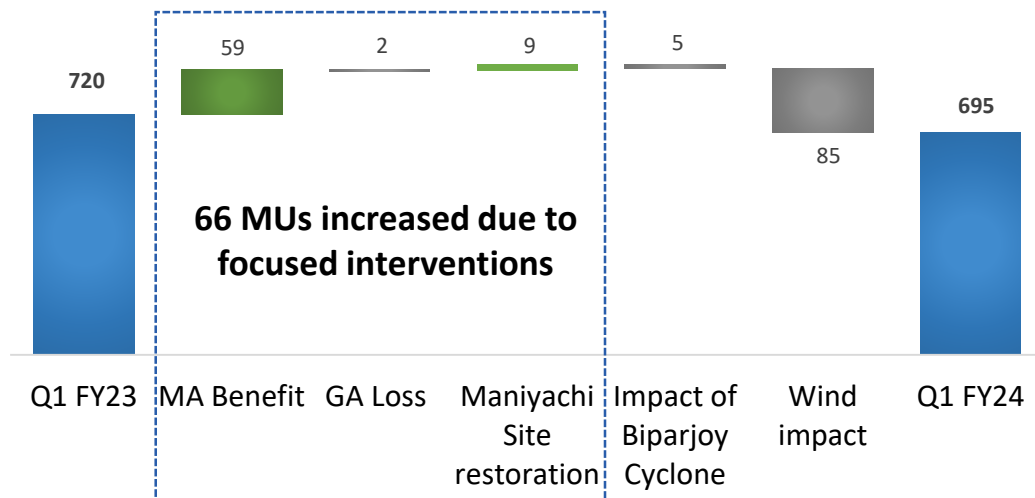 59
2
9
5
720
695
85
66 MUs increased due to
focused interventions
Q1 FY23
MA Benefit
GA Loss
Maniyachi
Site
restoration
Impact of
Biparjoy
Cyclone
Wind
impact
Q1 FY24